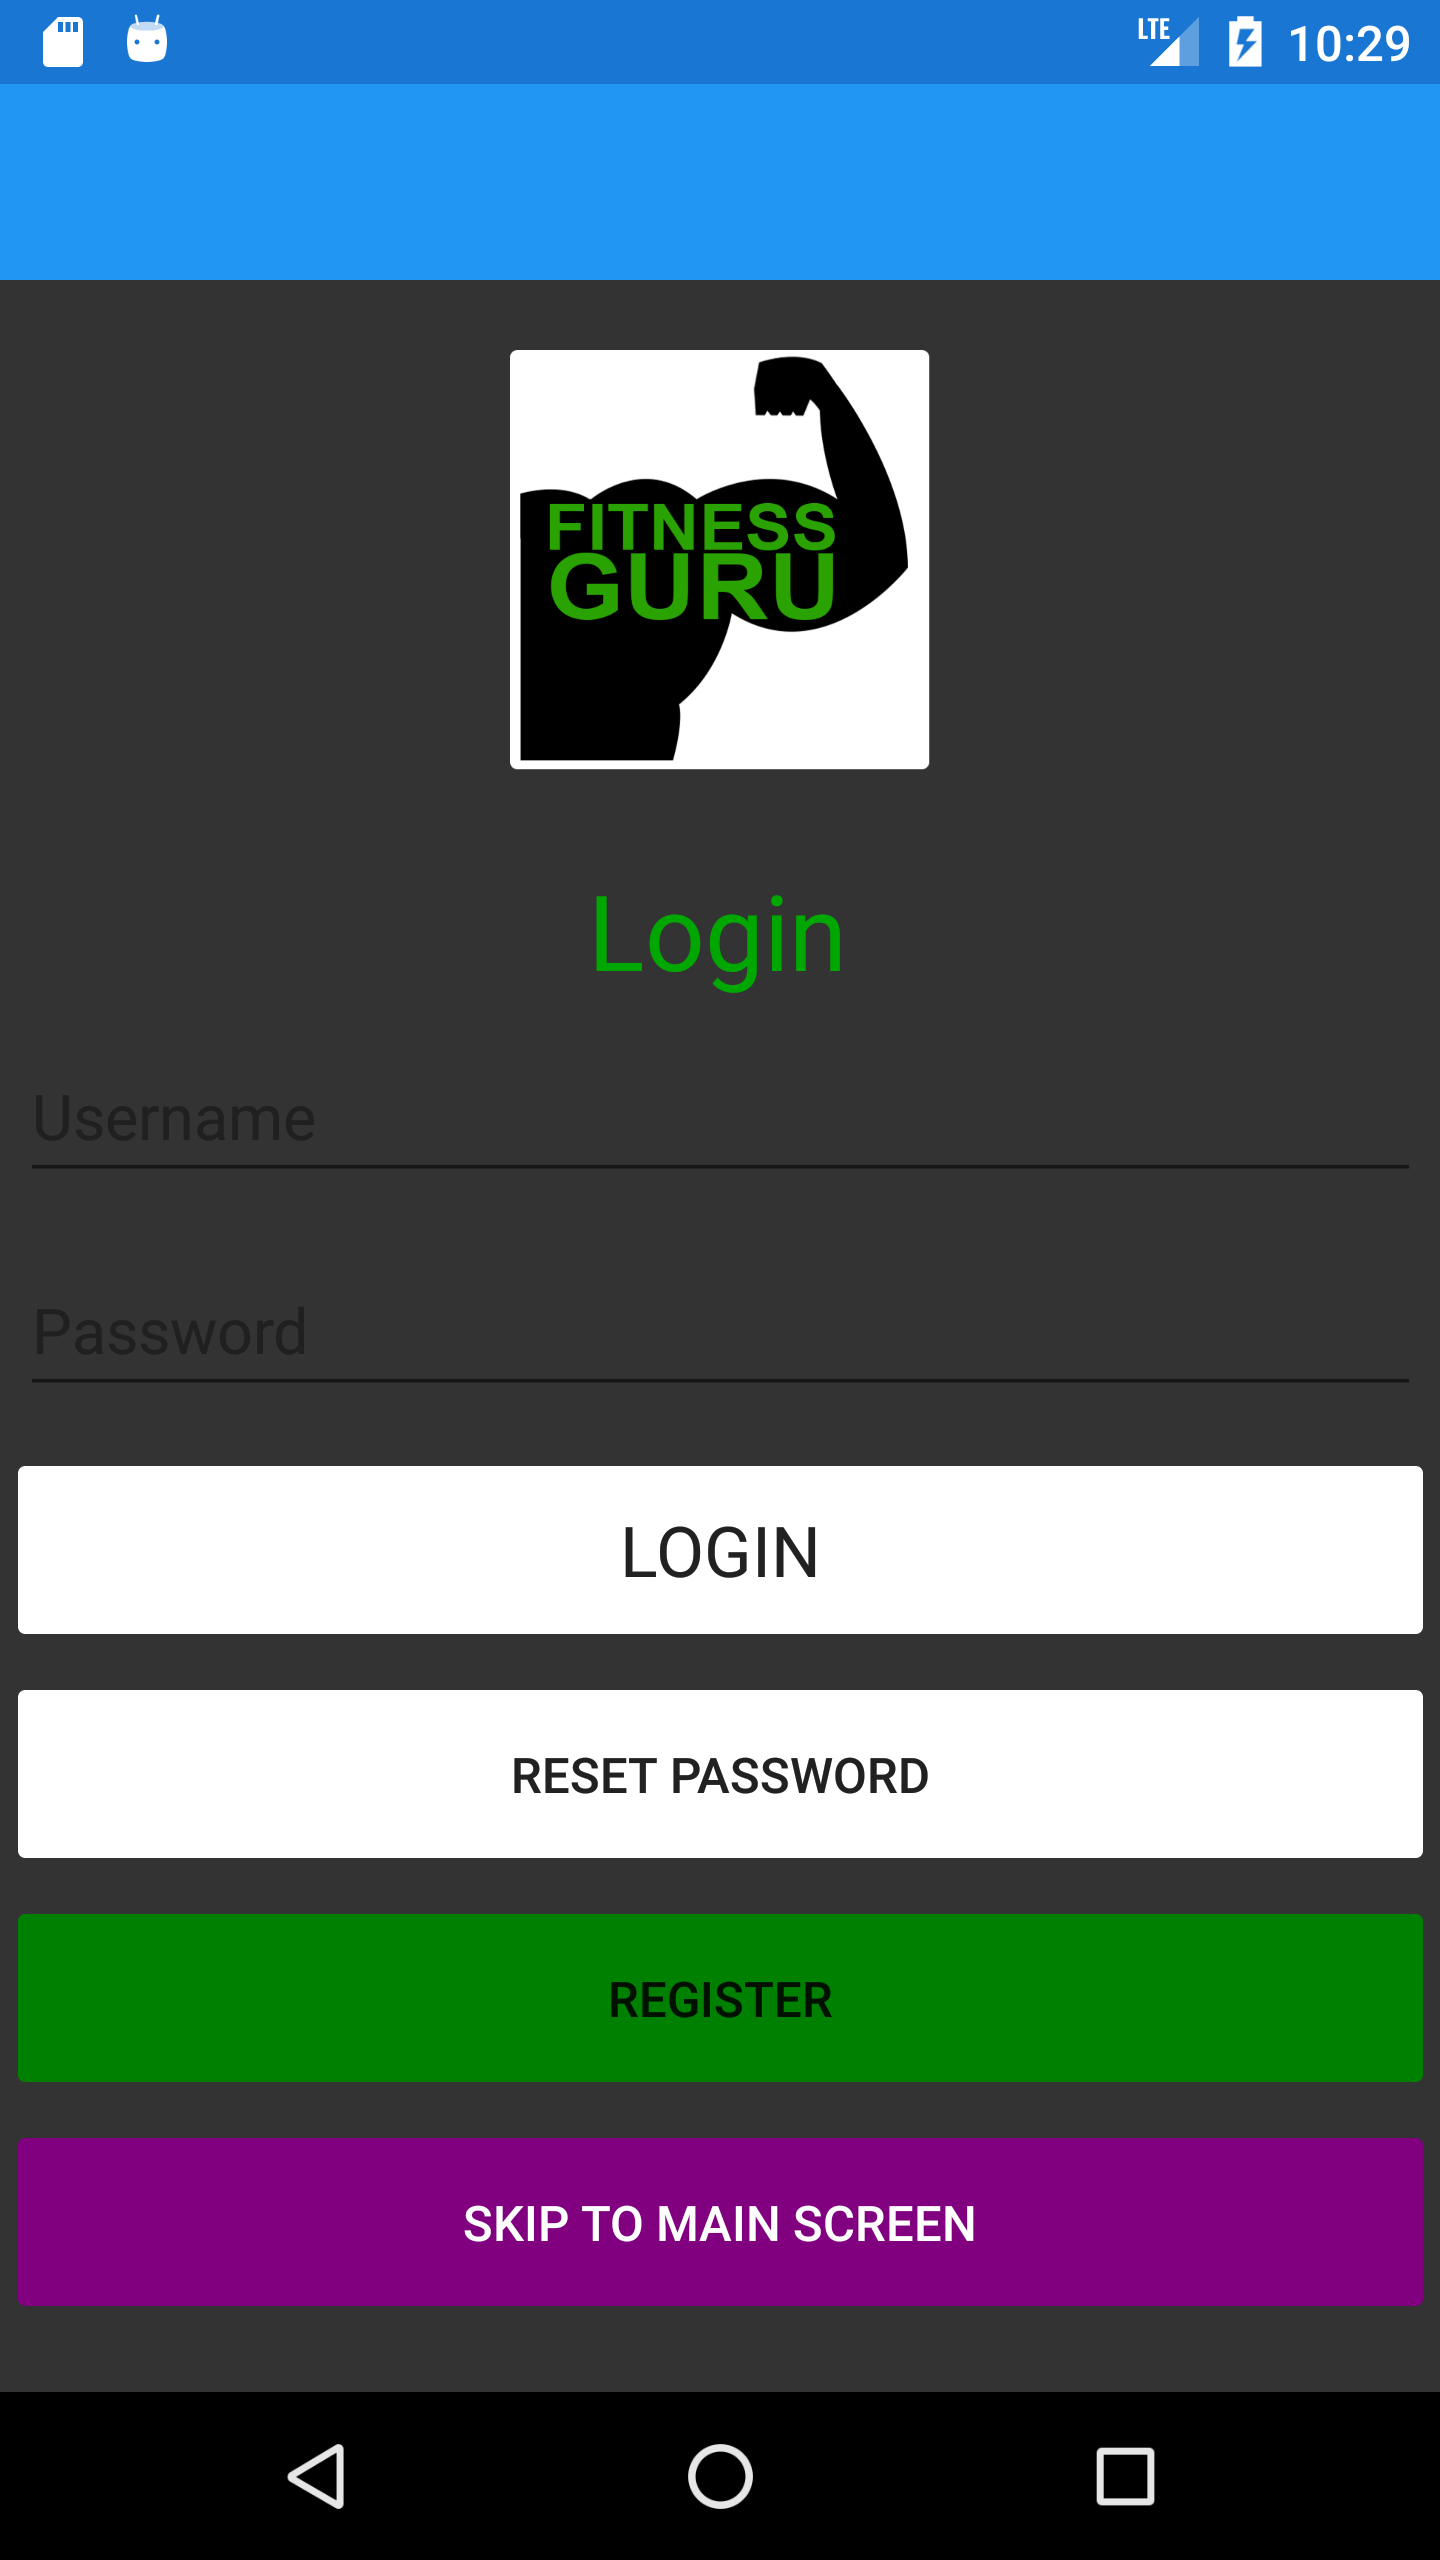 LTE 10:29
FITNESS
GURU
Login
Username
Password
LOGIN
RESET PASSWORD
REGISTER
SKIP TO MAIN SCREEN